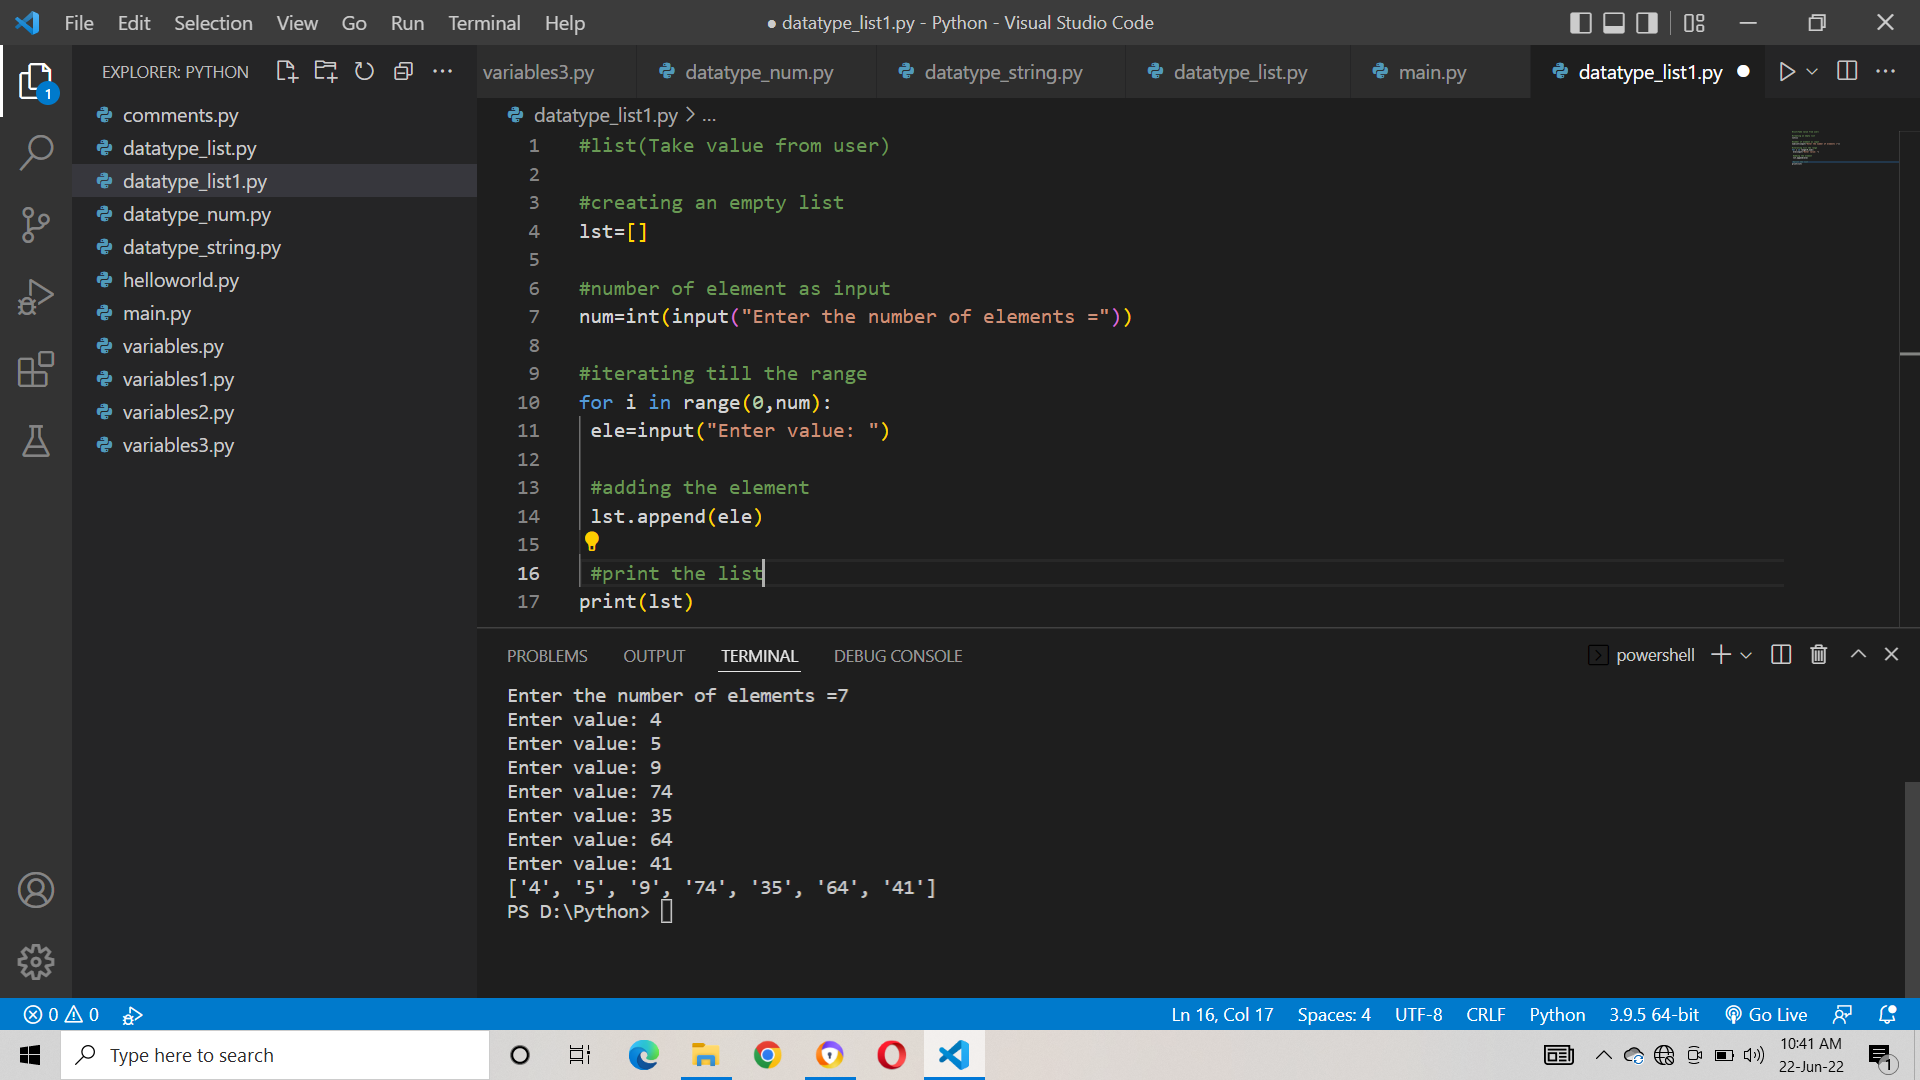 File Edit Selection View Go Run Terminal Help
● datatype_list1.py - Python - Visual Studio Code
EXPLORER: PYTHON
1
comments.py
datatype_list.py
datatype_list1.py
datatype_num.py
datatype_string.py
helloworld.py
main.py
variables.py
variables1.py
variables2.py
variables3.py
variables3.py datatype_num.py datatype_string.py datatype_list.py main.py datatype_list1.py
datatype_list1.py > ...
1 #list(Take value from user)
2
3 #creating an empty list
4 lst=[]
5
6 #number of element as input
7 num=int(input("Enter the number of elements ="))
8
9 #iterating till the range
10 for i in range(0,num):
11 ele=input("Enter value: ")
12
13 #adding the element
14 lst.append(ele)
15
16 #print the list
17 print(lst)
PROBLEMS OUTPUT TERMINAL DEBUG CONSOLE
powershell
Enter the number of elements =7
Enter value: 4
Enter value: 5
Enter value: 9
Enter value: 74
Enter value: 35
Enter value: 64
Enter value: 41
['4', '5', '9', '74', '35', '64', '41']
PS D:\Python>
0 0
Ln 16, Col 17 Spaces: 4 UTF-8 CRLF Python 3.9.5 64-bit Go Live
Type here to search
10:41 AM
22-Jun-22
1